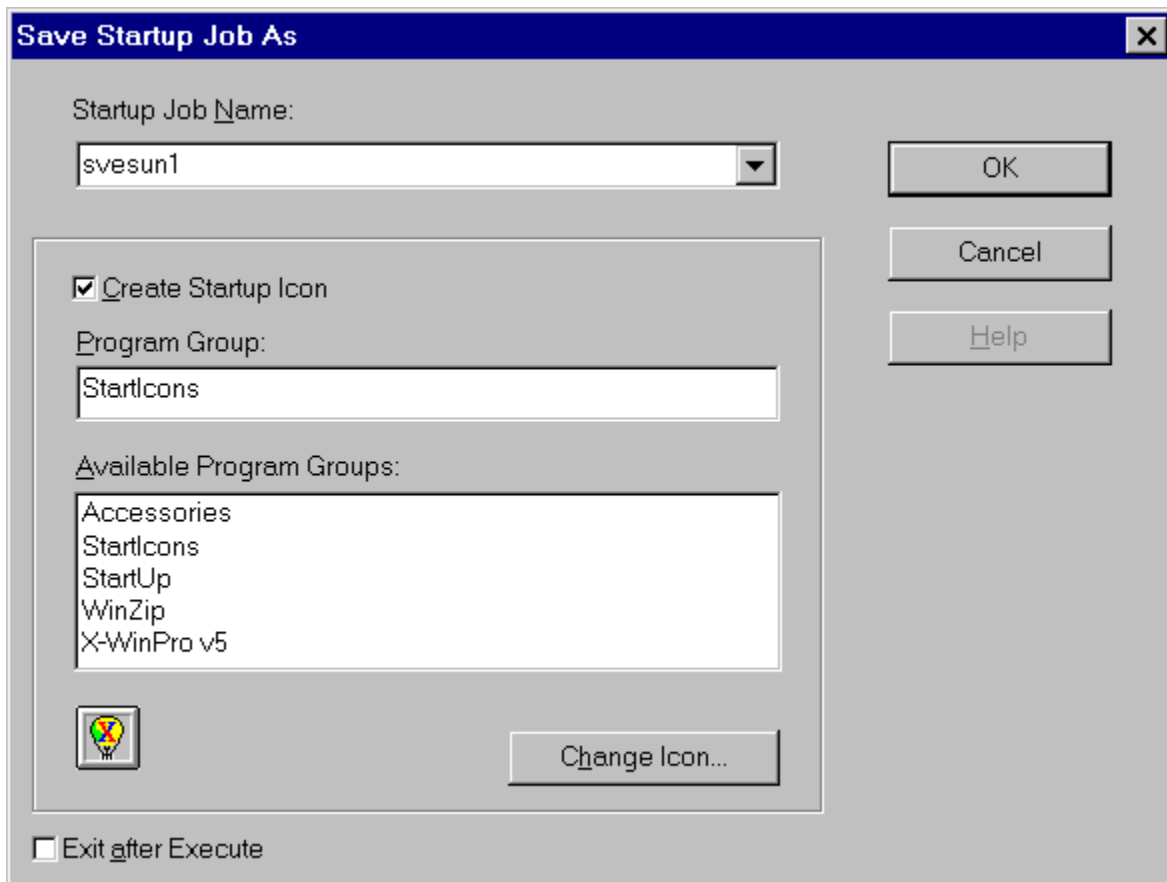 Save Startup Job As
Startup Job Name:
svesun1
OK
Cancel
Help
Create Startup Icon
Program Group:
StartIcons
Available Program Groups:
Accessories
StartIcons
StartUp
WinZip
X-WinPro v5
X
Change Icon...
Exit after Execute